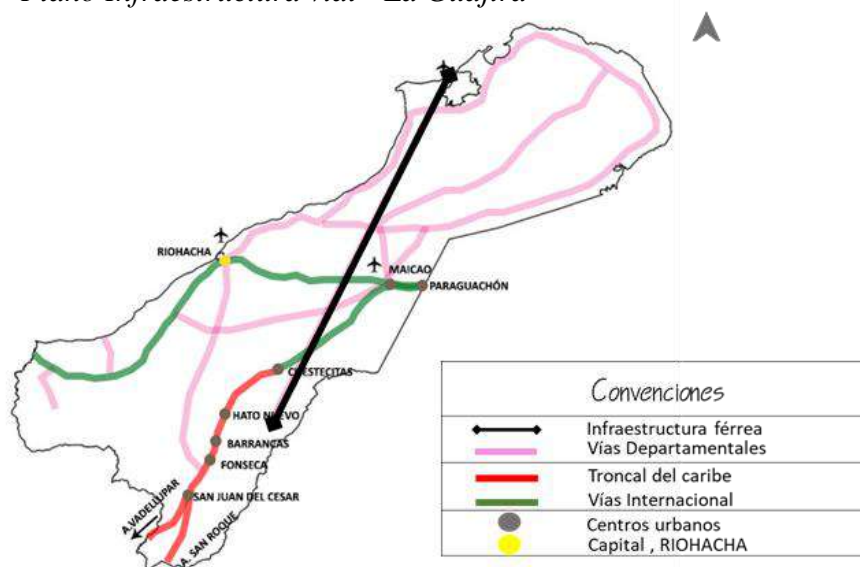 Plano Infraestructura vial - La Guajira
RIOHACHA
MAICAO
PARAGUACHÓN
CUESTECITAS
HATO NUEVO
BARRANCAS
FONSECA
SAN JUAN DEL CESAR
A.VADELLUPAR
A. SAN ROQUE
Convenciones
Infraestructura férrea
Vías Departamentales
Troncal del caribe
Vías Internacional
Centros urbanos
Capital , RIOHACHA